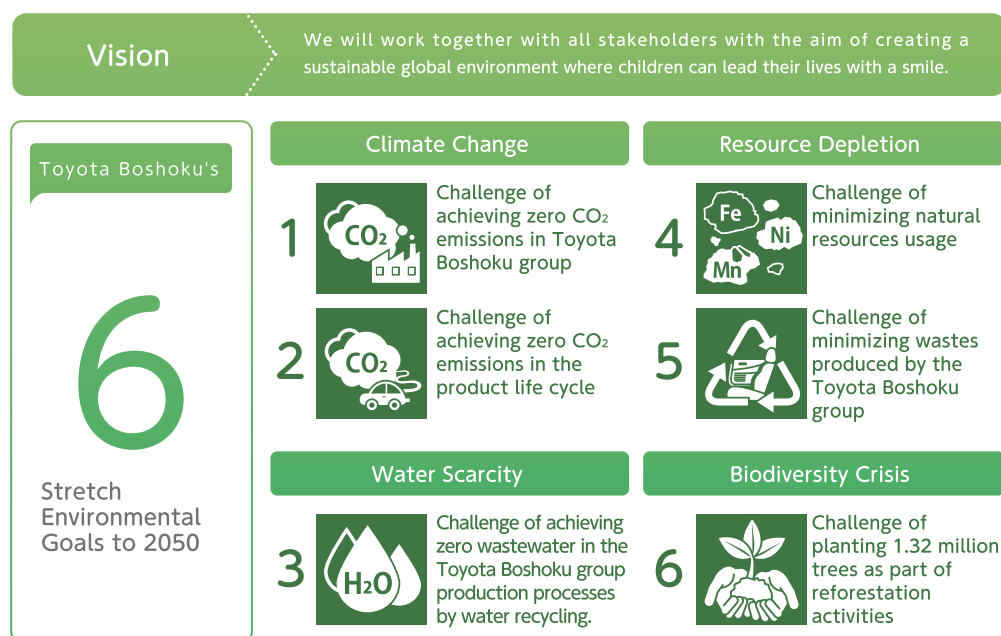 Vision
We will work together with all stakeholders with the aim of creating a
sustainable global environment where children can lead their lives with a smile.
Toyota Boshoku's
6
Stretch
Environmental
Goals to 2050
Climate Change
1
CO₂
Challenge of
achieving zero CO₂
emissions in Toyota
Boshoku group
2
CO₂
Challenge of
achieving zero CO₂
emissions in the
product life cycle
Water Scarcity
3
H₂O
Challenge of achieving
zero wastewater in the
Toyota Boshoku group
production processes
by water recycling.
Resource Depletion
4
Fe
Ni
Mn
Challenge of
minimizing natural
resources usage
5
Challenge of
minimizing wastes
produced by the
Toyota Boshoku
group
Biodiversity Crisis
6
Challenge of
planting 1.32 million
trees as part of
reforestation
activities